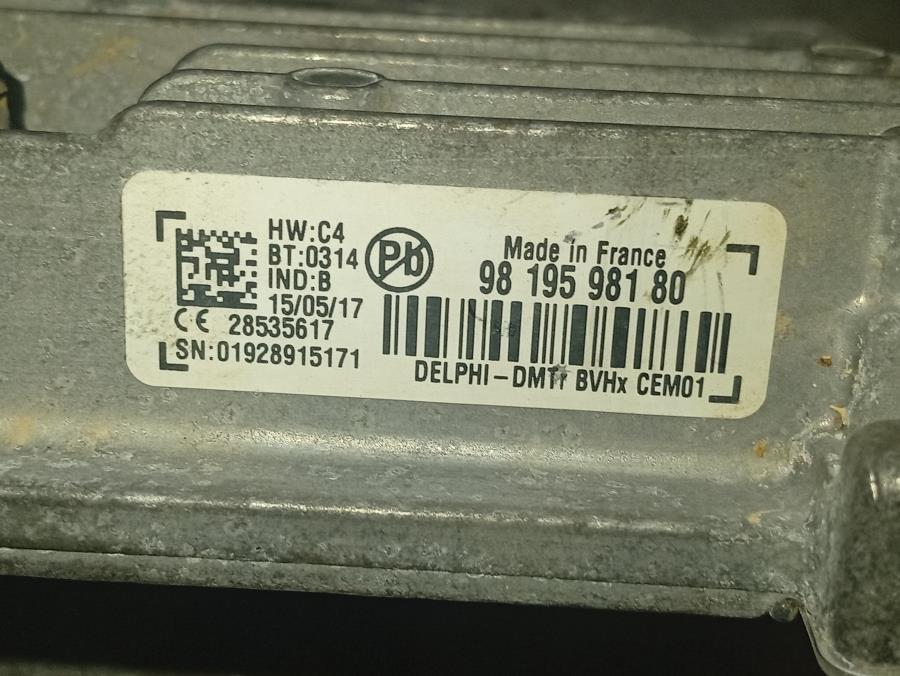 HW:C4
BT:0314
IND:B
15/05/17
CE 28535617
SN:01928915171
Pb
Made in France
98 195 981 80
DELPHI-DMTr BVHx CEM01